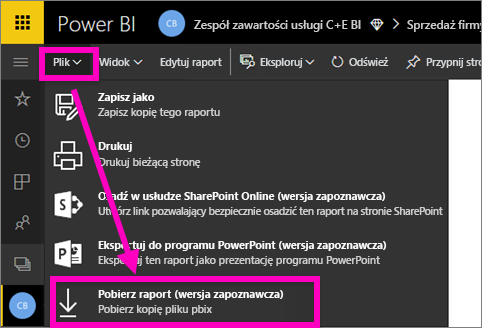 Power BI CB Zespół zawartości usługi C+E BI > Sprzedaż firmy
Plik Widok Edytuj raport Eksploruj Odśwież Przypnij stron
Zapisz jako
Zapisz kopię tego raportu
Drukuj
Drukuj bieżącą stronę
Osadź w usłudze SharePoint Online (wersja zapoznawcza)
Utwórz link pozwalający bezpiecznie osadzić ten raport na stronie SharePoint
Eksportuj do programu PowerPoint (wersja zapoznawcza)
Eksportuj ten raport jako prezentację programu PowerPoint
Pobierz raport (wersja zapoznawcza)
Pobierz kopię pliku pbix
CB